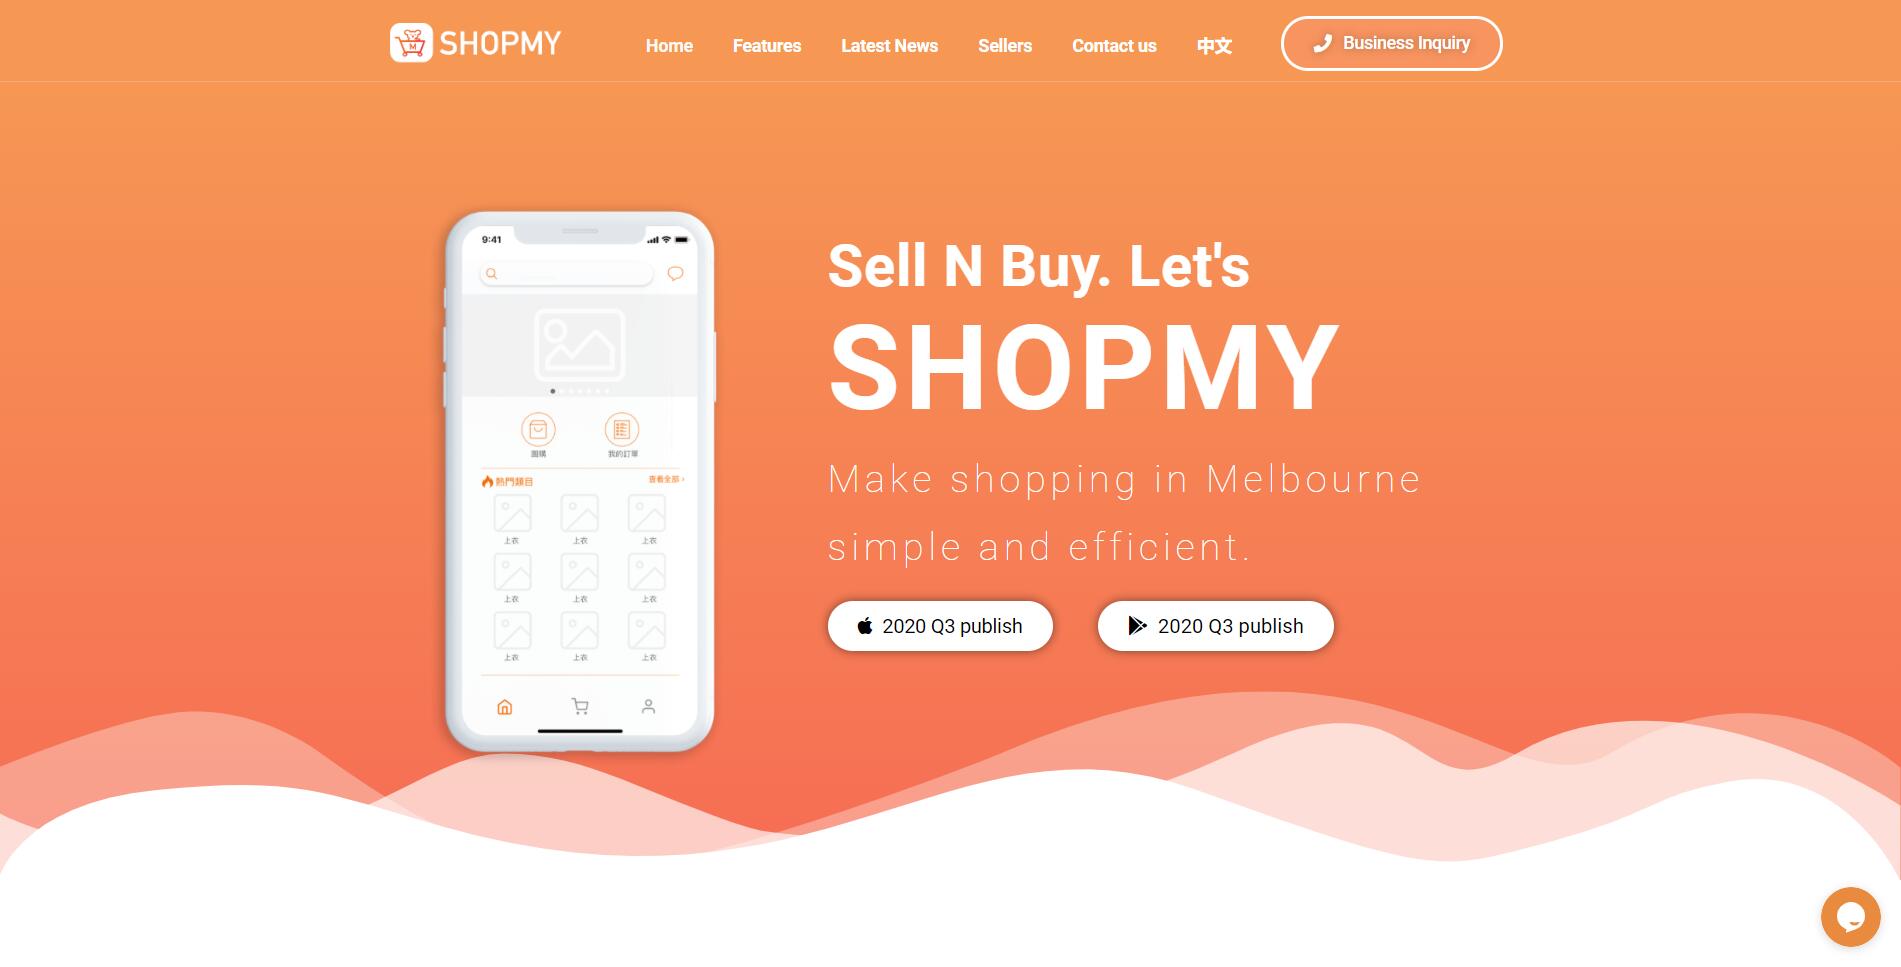 SHOPMY
Home
Features
Latest News
Sellers
Contact us
中文
Business Inquiry
9:41
團購
我的訂單
熱門類目
查看全部 ›
上衣
上衣
上衣
上衣
上衣
上衣
上衣
上衣
上衣
Sell N Buy. Let's
SHOPMY
Make shopping in Melbourne
simple and efficient.
2020 Q3 publish
2020 Q3 publish